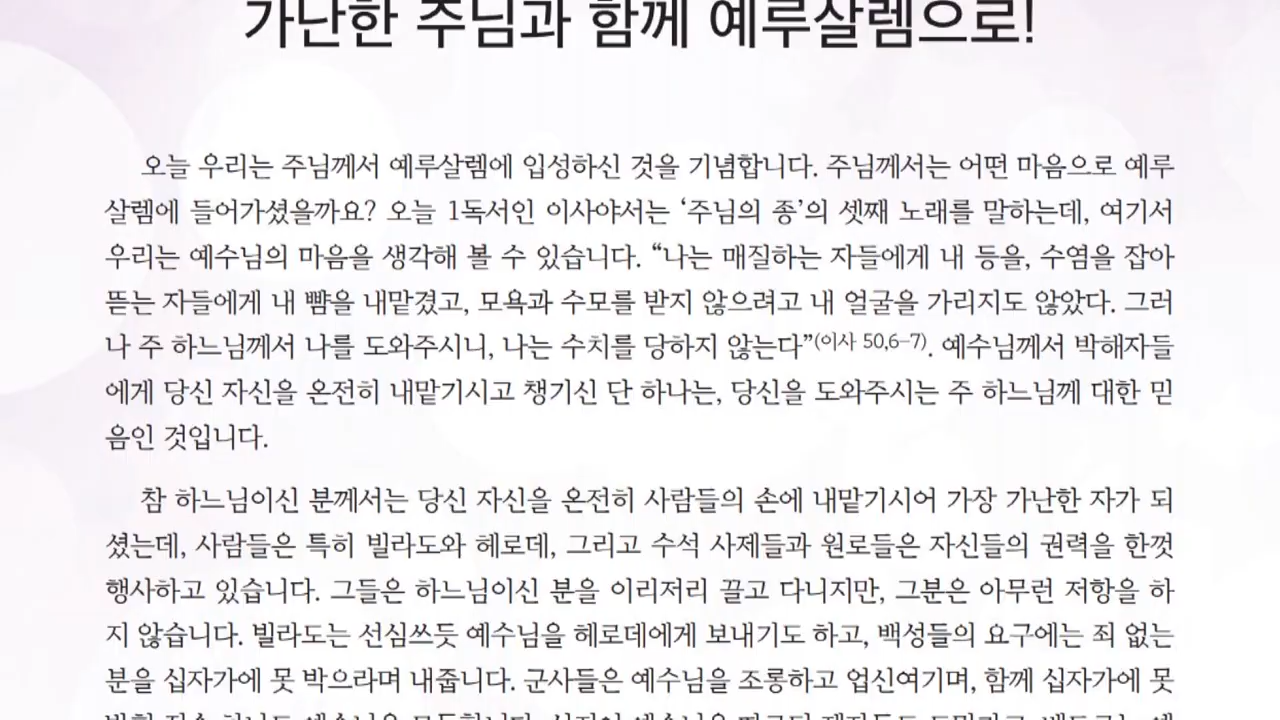 가난한 주님과 함께 예루살렘으로!
오늘 우리는 주님께서 예루살렘에 입성하신 것을 기념합니다. 주님께서는 어떤 마음으로 예루
살렘에 들어가셨을까요? 오늘 1독서인 이사야서는 ‘주님의 종’의 셋째 노래를 말하는데, 여기서
우리는 예수님의 마음을 생각해 볼 수 있습니다. “나는 매질하는 자들에게 내 등을, 수염을 잡아
뜯는 자들에게 내 뺨을 내맡겼고, 모욕과 수모를 받지 않으려고 내 얼굴을 가리지도 않았다. 그러
나 주 하느님께서 나를 도와주시니, 나는 수치를 당하지 않는다”(이사 50,6–7). 예수님께서 박해자들
에게 당신 자신을 온전히 내맡기시고 챙기신 단 하나는, 당신을 도와주시는 주 하느님께 대한 믿
음인 것입니다.
참 하느님이신 분께서는 당신 자신을 온전히 사람들의 손에 내맡기시어 가장 가난한 자가 되
셨는데, 사람들은 특히 빌라도와 헤로데, 그리고 수석 사제들과 원로들은 자신들의 권력을 한껏
행사하고 있습니다. 그들은 하느님이신 분을 이리저리 끌고 다니지만, 그분은 아무런 저항을 하
지 않습니다. 빌라도는 선심쓰듯 예수님을 헤로데에게 보내기도 하고, 백성들의 요구에는 죄 없는
분을 십자가에 못 박으라며 내줍니다. 군사들은 예수님을 조롱하고 업신여기며, 함께 십자가에 못